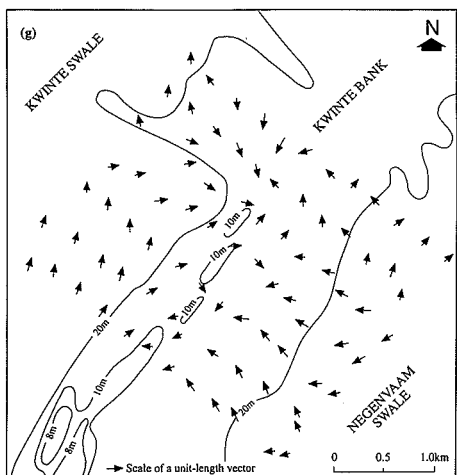 (g)
N
KWINTE SWALE
KWINTE BANK
10m
10m
10m
20m
10m
8m
8m
20m
NEGENVAAM
SWALE
Scale of a unit-length vector
0 0.5 1.0km